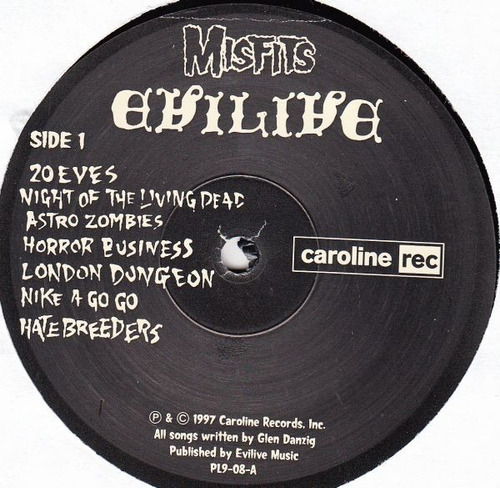 MISFITS
EVILIVE
SIDE 1
20 EYES
NIGHT OF THE LIVING DEAD
ASTRO ZOMBIES
HORROR BUSINESS
LONDON DUNGEON
NIKE A GO GO
HATEBREEDERS
caroline rec
Ⓟ & © 1997 Caroline Records, Inc.
All songs written by Glen Danzig
Published by Evilive Music
PL9-08-A